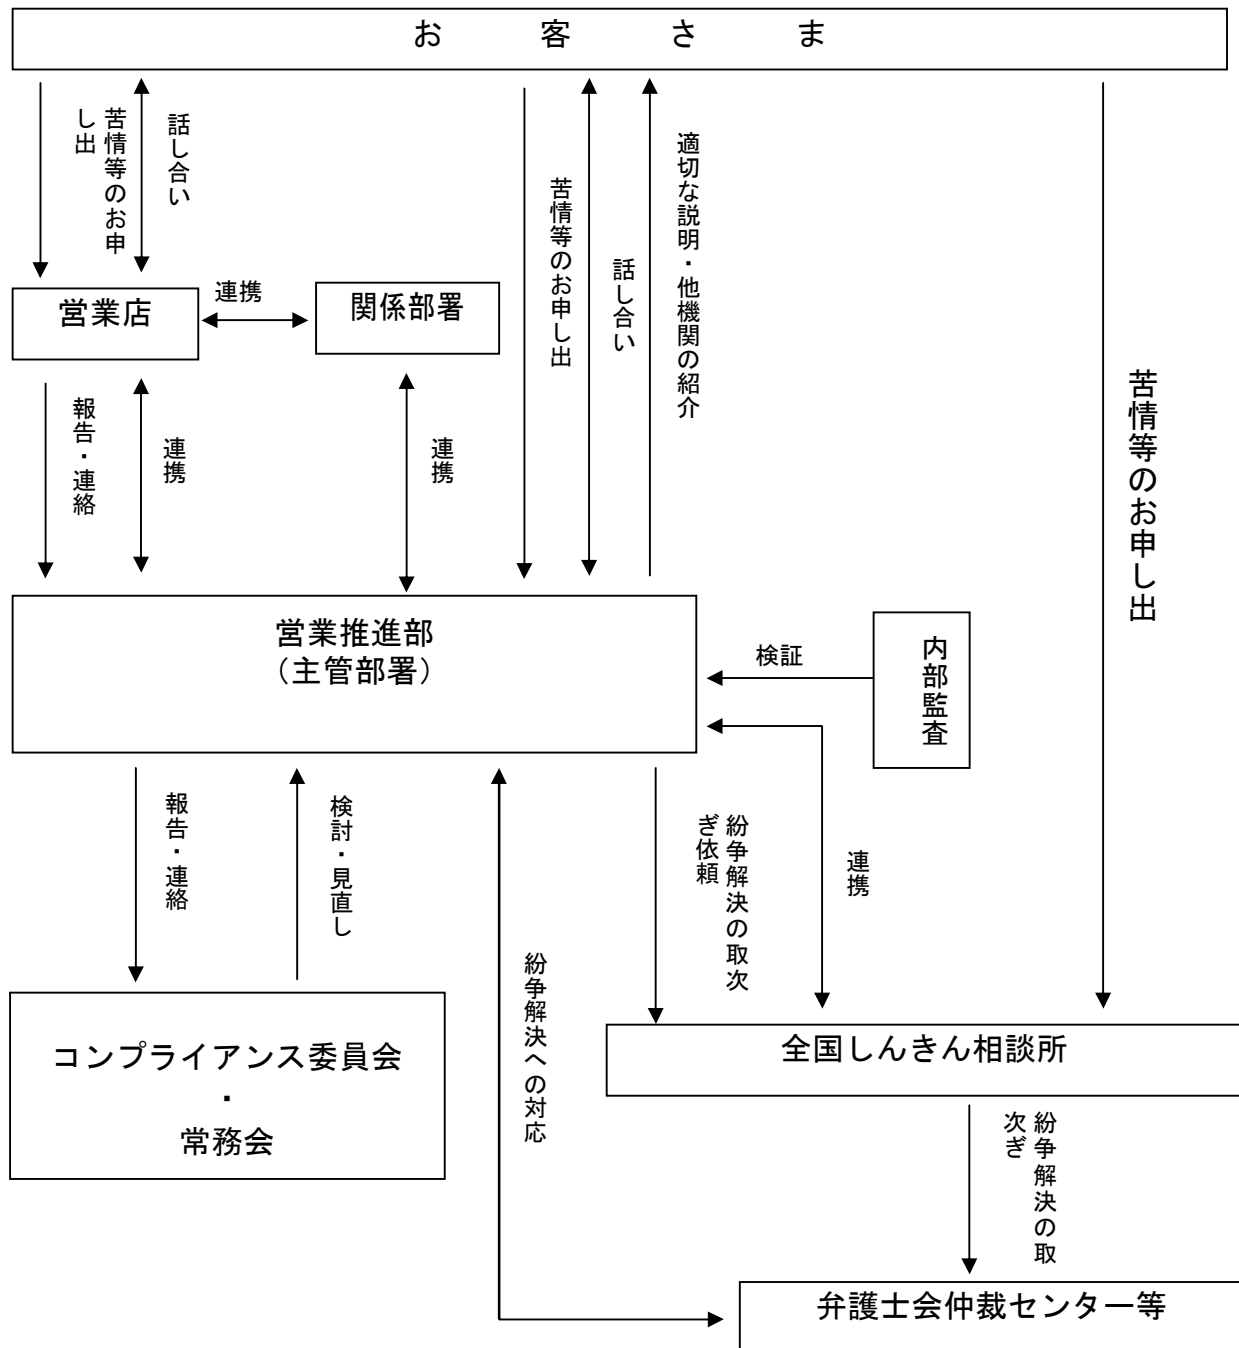 お客さま
苦情等のお申
し出
話し合い
苦情等のお申し出
話し合い
適切な説明・他機関の紹介
苦情等のお申し出
営業店
連携
関係部署
報告・連絡
連携
連携
営業推進部
（主管部署）
検証
内部監査
報告・連絡
検討・見直し
紛争解決への対応
紛争解決の取次
ぎ依頼
連携
コンプライアンス委員会
・
常務会
全国しんきん相談所
紛争解決の取
次ぎ
弁護士会仲裁センター等